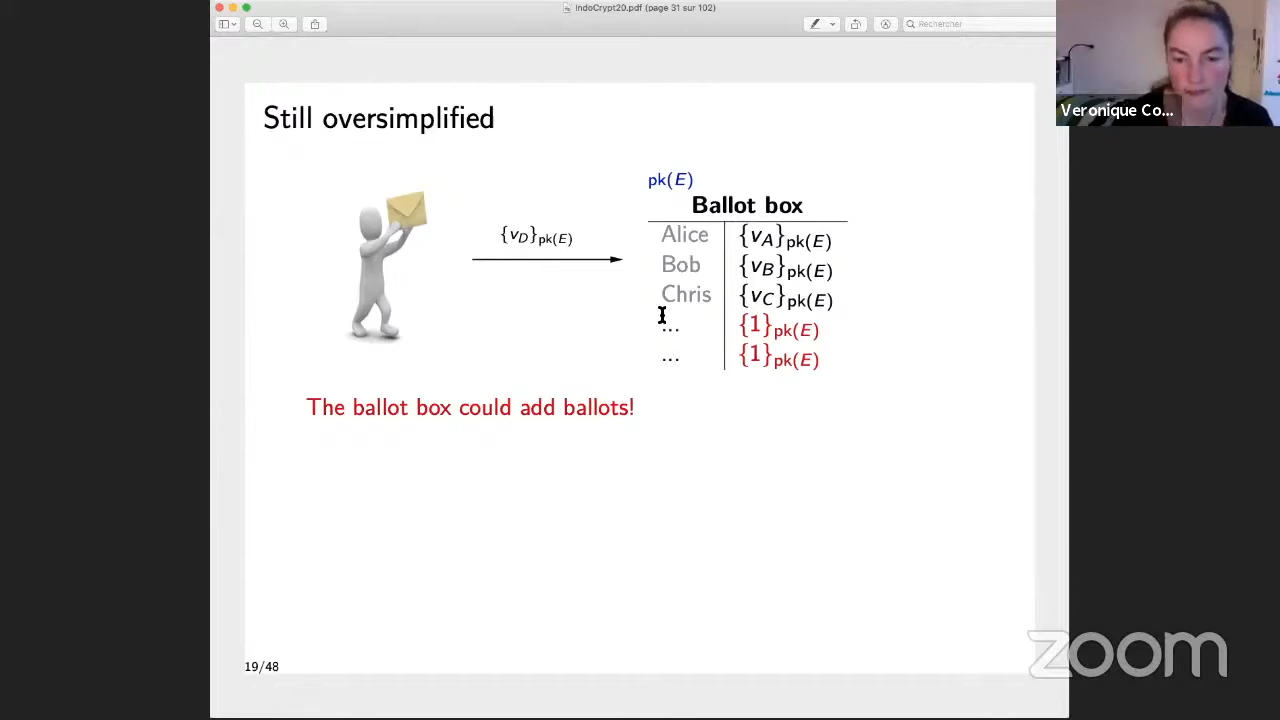 IndoCrypt20.pdf (page 31 sur 102)
Rechercher
Veronique Co...
Still oversimplified
pk(E)
Ballot box
{v_D}_pk(E)
Alice {v_A}_pk(E)
Bob {v_B}_pk(E)
Chris {v_C}_pk(E)
... {1}_pk(E)
... {1}_pk(E)
The ballot box could add ballots!
19/48
zoom